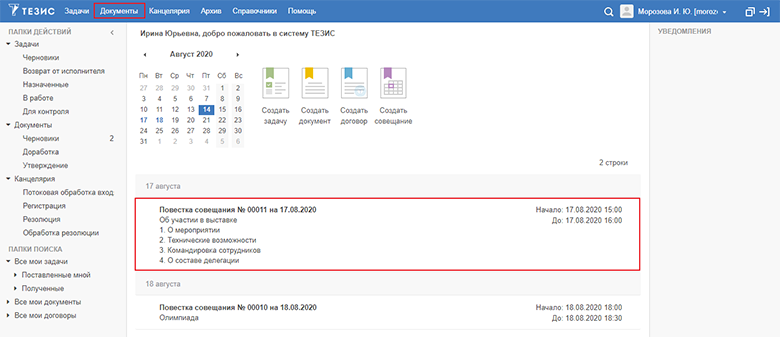 ТЕЗИС Задачи Документы Канцелярия Архив Справочники Помощь Морозова И. Ю. [moroz
ПАПКИ ДЕЙСТВИЙ
Задачи
Черновики
Возврат от исполнителя
Назначенные
В работе
Для контроля
Документы
Черновики 2
Доработка
Утверждение
Канцелярия
Потоковая обработка вход
Регистрация
Резолюция
Обработка резолюции
ПАПКИ ПОИСКА
Все мои задачи
Поставленные мной
Полученные
Все мои документы
Все мои договоры
Ирина Юрьевна, добро пожаловать в систему ТЕЗИС
Август 2020
Пн Вт Ср Чт Пт Сб Вс
27 28 29 30 31 1 2
3 4 5 6 7 8 9
10 11 12 13 14 15 16
17 18 19 20 21 22 23
24 25 26 27 28 29 30
31 1 2 3 4 5 6
Создать задачу
Создать документ
Создать договор
Создать совещание
2 строки
17 августа
Повестка совещания № 00011 на 17.08.2020 Начало: 17.08.2020 15:00
Об участии в выставке До: 17.08.2020 16:00
1. О мероприятии
2. Технические возможности
3. Командировка сотрудников
4. О составе делегации
18 августа
Повестка совещания № 00010 на 18.08.2020 Начало: 18.08.2020 18:00
Олимпиада До: 18.08.2020 18:30
УВЕДОМЛЕНИЯ